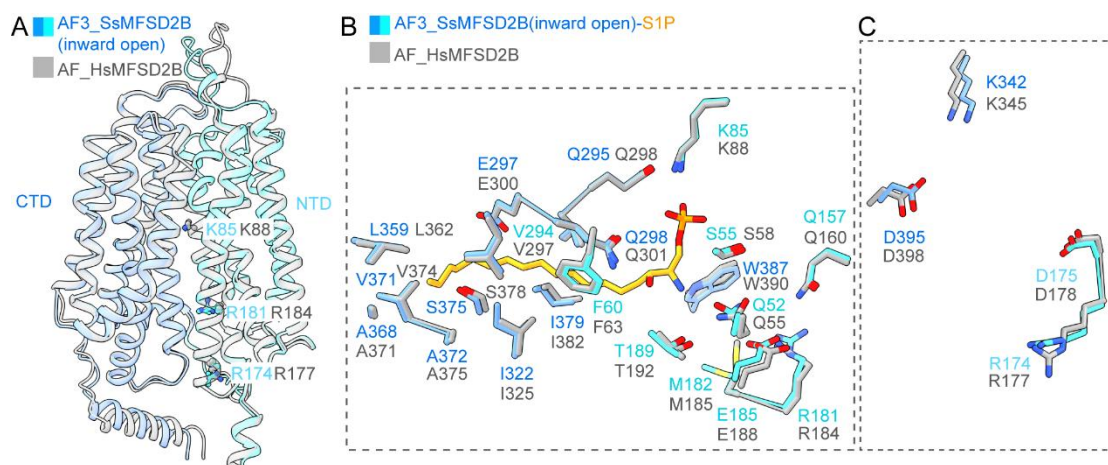 A
AF3_SsMFSD2B
(inward open)
AF_HsMFSD2B
CTD
NTD
K85 K88
R181 R184
R174 R177
B
AF3_SsMFSD2B(inward open)-S1P
AF_HsMFSD2B
K85
K88
Q295 Q298
E297
E300
L359 L362
V294
V297
Q298
Q301
S55 S58
Q157
Q160
V371
V374
W387
W390
S375
S378
F60
F63
Q52
Q55
A368
A371
I379
I382
A372
A375
T189
T192
I322
I325
M182
M185
E185
E188
R181
R184
C
K342
K345
D395
D398
D175
D178
R174
R177